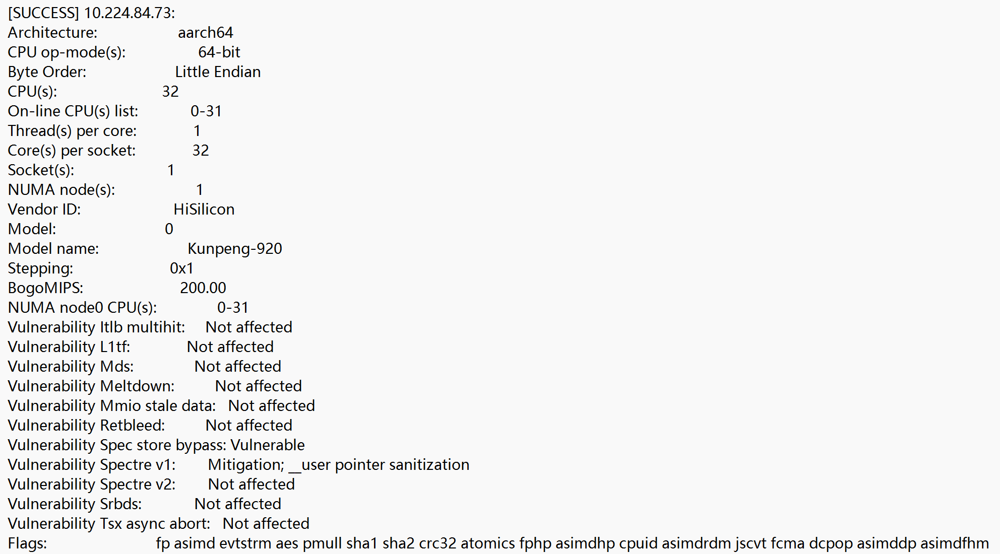 [SUCCESS] 10.224.84.73:
Architecture: aarch64
CPU op-mode(s): 64-bit
Byte Order: Little Endian
CPU(s): 32
On-line CPU(s) list: 0-31
Thread(s) per core: 1
Core(s) per socket: 32
Socket(s): 1
NUMA node(s): 1
Vendor ID: HiSilicon
Model: 0
Model name: Kunpeng-920
Stepping: 0x1
BogoMIPS: 200.00
NUMA node0 CPU(s): 0-31
Vulnerability Itlb multihit: Not affected
Vulnerability L1tf: Not affected
Vulnerability Mds: Not affected
Vulnerability Meltdown: Not affected
Vulnerability Mmio stale data: Not affected
Vulnerability Retbleed: Not affected
Vulnerability Spec store bypass: Vulnerable
Vulnerability Spectre v1: Mitigation; __user pointer sanitization
Vulnerability Spectre v2: Not affected
Vulnerability Srbds: Not affected
Vulnerability Tsx async abort: Not affected
Flags: fp asimd evtstrm aes pmull sha1 sha2 crc32 atomics fphp asimdhp cpuid asimdrdm jscvt fcma dcpop asimddp asimdfhm